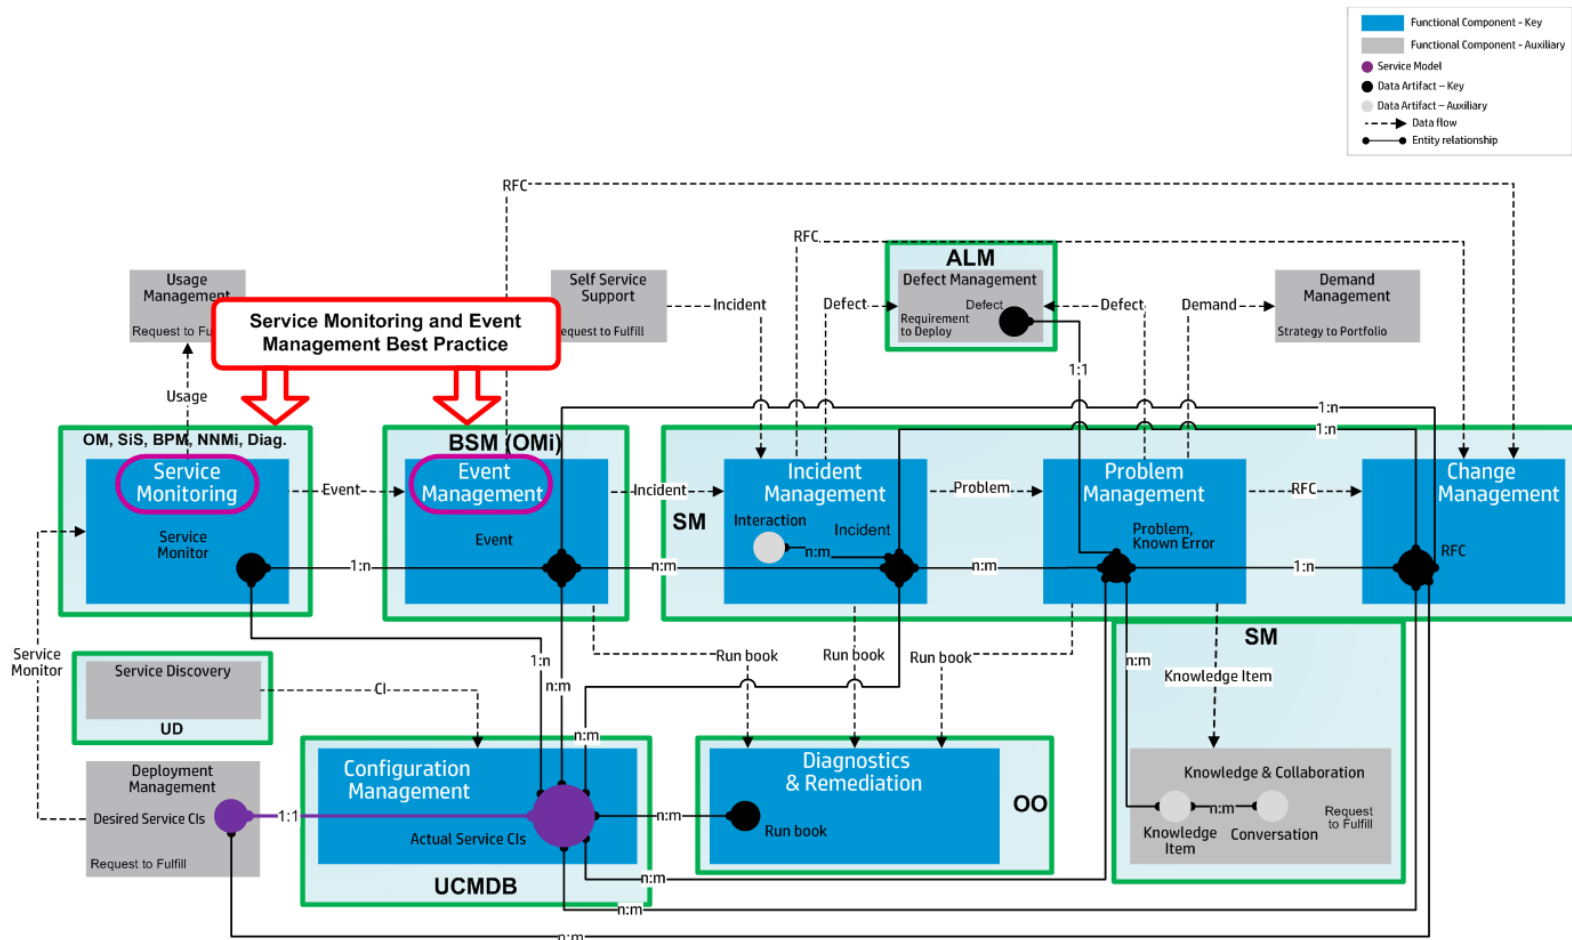 Functional Component - Key
Functional Component - Auxiliary
Service Model
Data Artifact – Key
Data Artifact – Auxiliary
Data flow
Entity relationship
RFC
RFC
ALM
Usage
Management
Request to Fu
Self Service
Support
equest to Fulfill
Defect Management
Defect
Requirement
to Deploy
Demand
Management
Strategy to Portfolio
Incident
Defect
Defect
Demand
Service Monitoring and Event
Management Best Practice
Usage
1:1
1:n
1:n
OM, SiS, BPM, NNMi, Diag.
BSM (OMi)
Service
Monitoring
Service
Monitor
Event
Event
Management
Event
Incident
SM
Incident
Management
Interaction
Incident
n:m
Problem
Problem
Management
Problem,
Known Error
RFC
Change
Management
RFC
1:n
n:m
n:m
1:n
Service
Monitor
Service Discovery
UD
CI
1:n
n:m
n:m
Run book
Run book
Run book
n:m
Knowledge Item
SM
Deployment
Management
Desired Service CIs
Request to Fulfill
1:1
Configuration
Management
Actual Service CIs
UCMDB
n:m
Diagnostics
& Remediation
Run book
OO
Knowledge & Collaboration
n:m
Knowledge
Item
Conversation
Request
to Fulfill
n:m
n:m
n:m